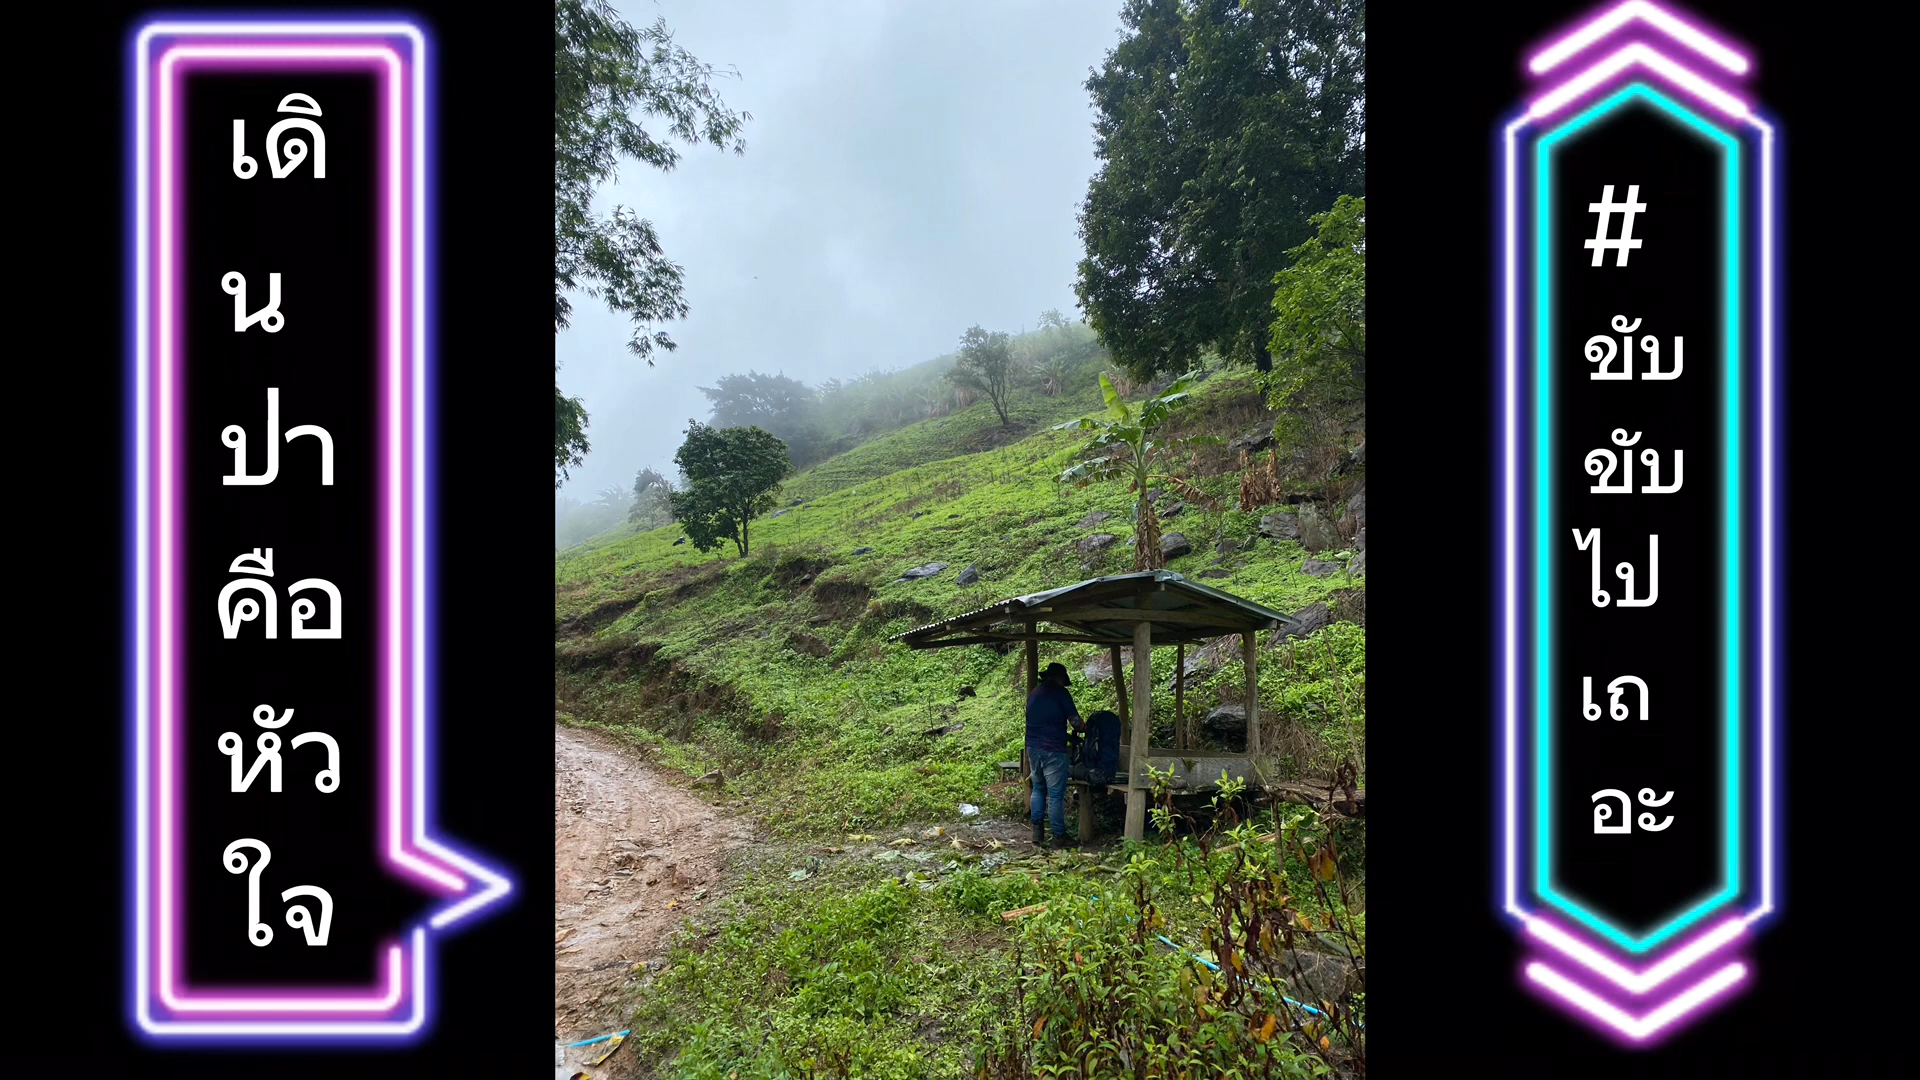 เดิ
น
ปา
คือ
หัว
ใจ
#
ขับ
ขับ
ไป
เถ
อะ